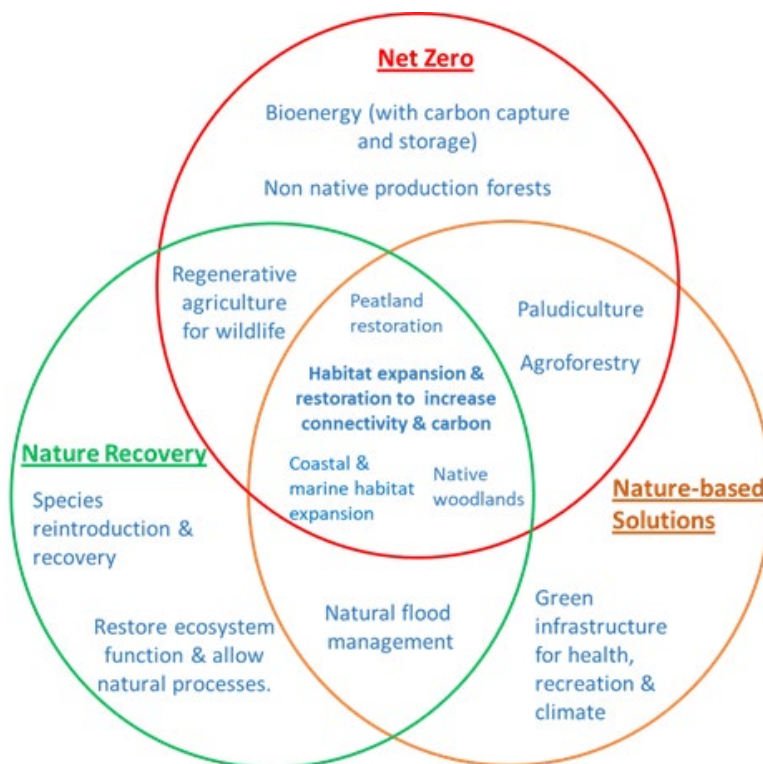 Net Zero
Bioenergy (with carbon capture
and storage)
Non native production forests
Regenerative
agriculture
for wildlife
Peatland
restoration
Paludiculture
Agroforestry
Habitat expansion &
restoration to increase
connectivity & carbon
Coastal &
marine habitat
expansion
Native
woodlands
Nature Recovery
Species
reintroduction &
recovery
Restore ecosystem
function & allow
natural processes.
Natural flood
management
Nature-based
Solutions
Green
infrastructure
for health,
recreation &
climate